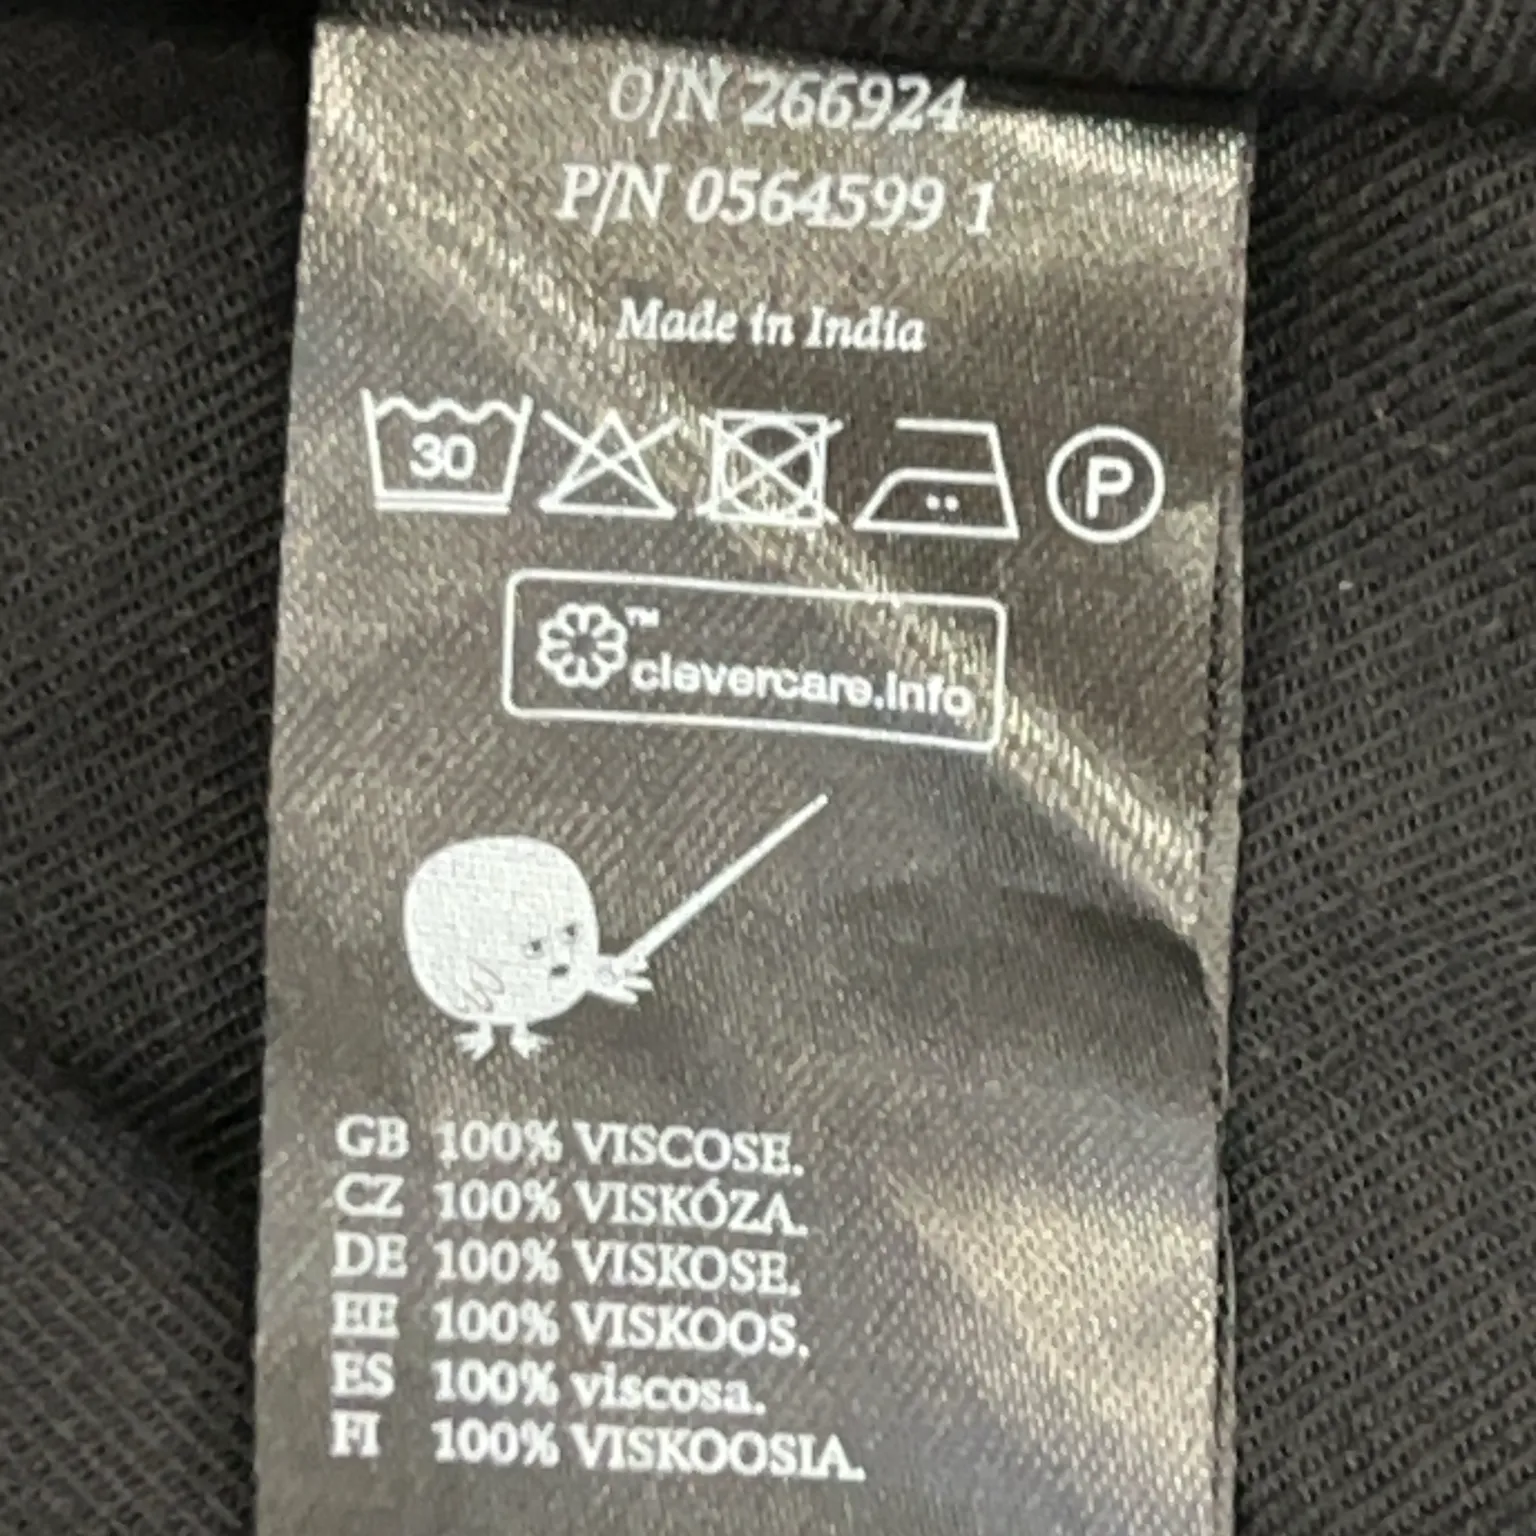 O/N 266924
P/N 0564599 1
Made in India
30 P
™
clevercare.info
GB 100% VISCOSE.
CZ 100% VISKÓZA.
DE 100% VISKOSE.
EE 100% VISKOOS.
ES 100% viscosa.
FI 100% VISKOOSIA.